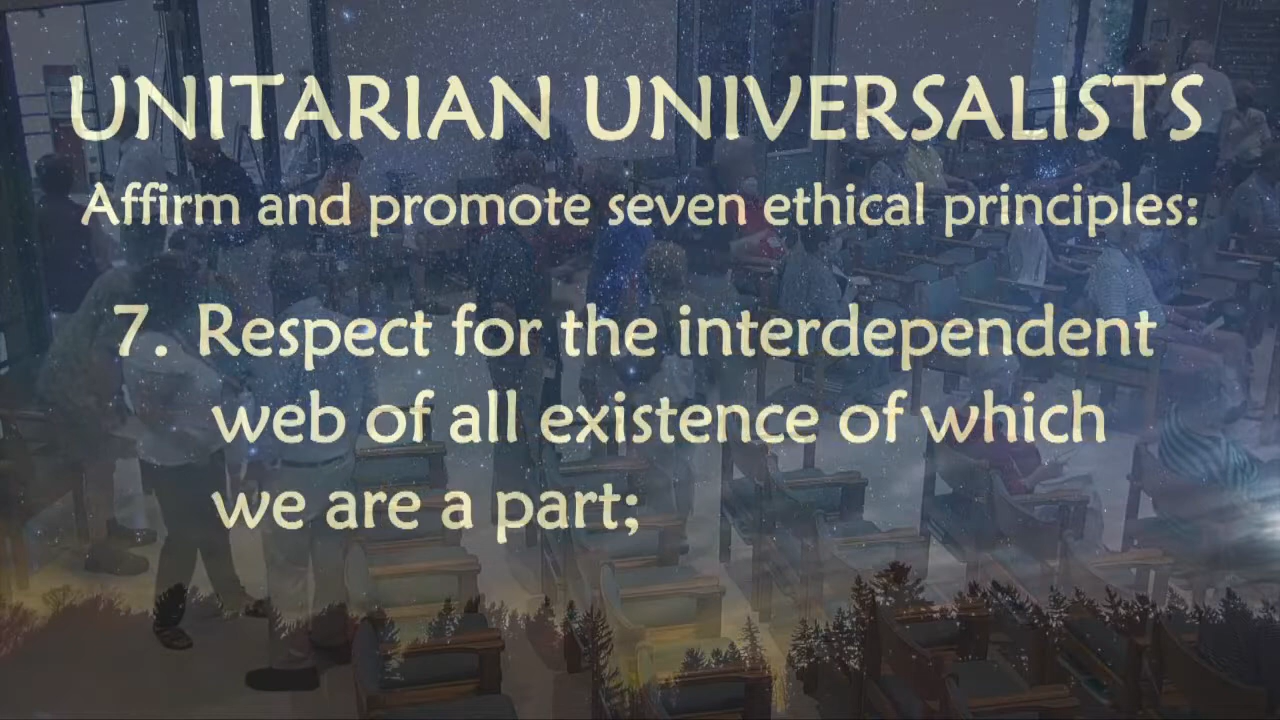 UNITARIAN UNIVERSALISTS
Affirm and promote seven ethical principles:
7. Respect for the interdependent
web of all existence of which
we are a part;